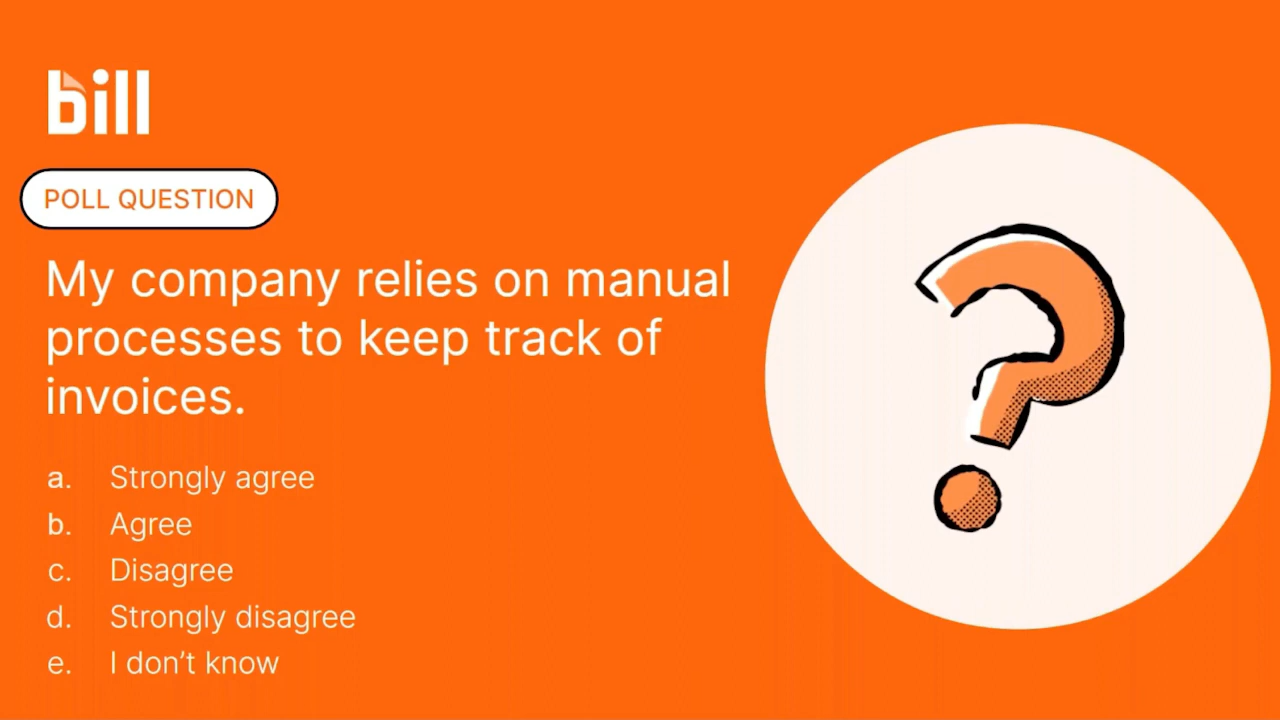 bill
POLL QUESTION
My company relies on manual
processes to keep track of
invoices.
a. Strongly agree
b. Agree
c. Disagree
d. Strongly disagree
e. I don’t know